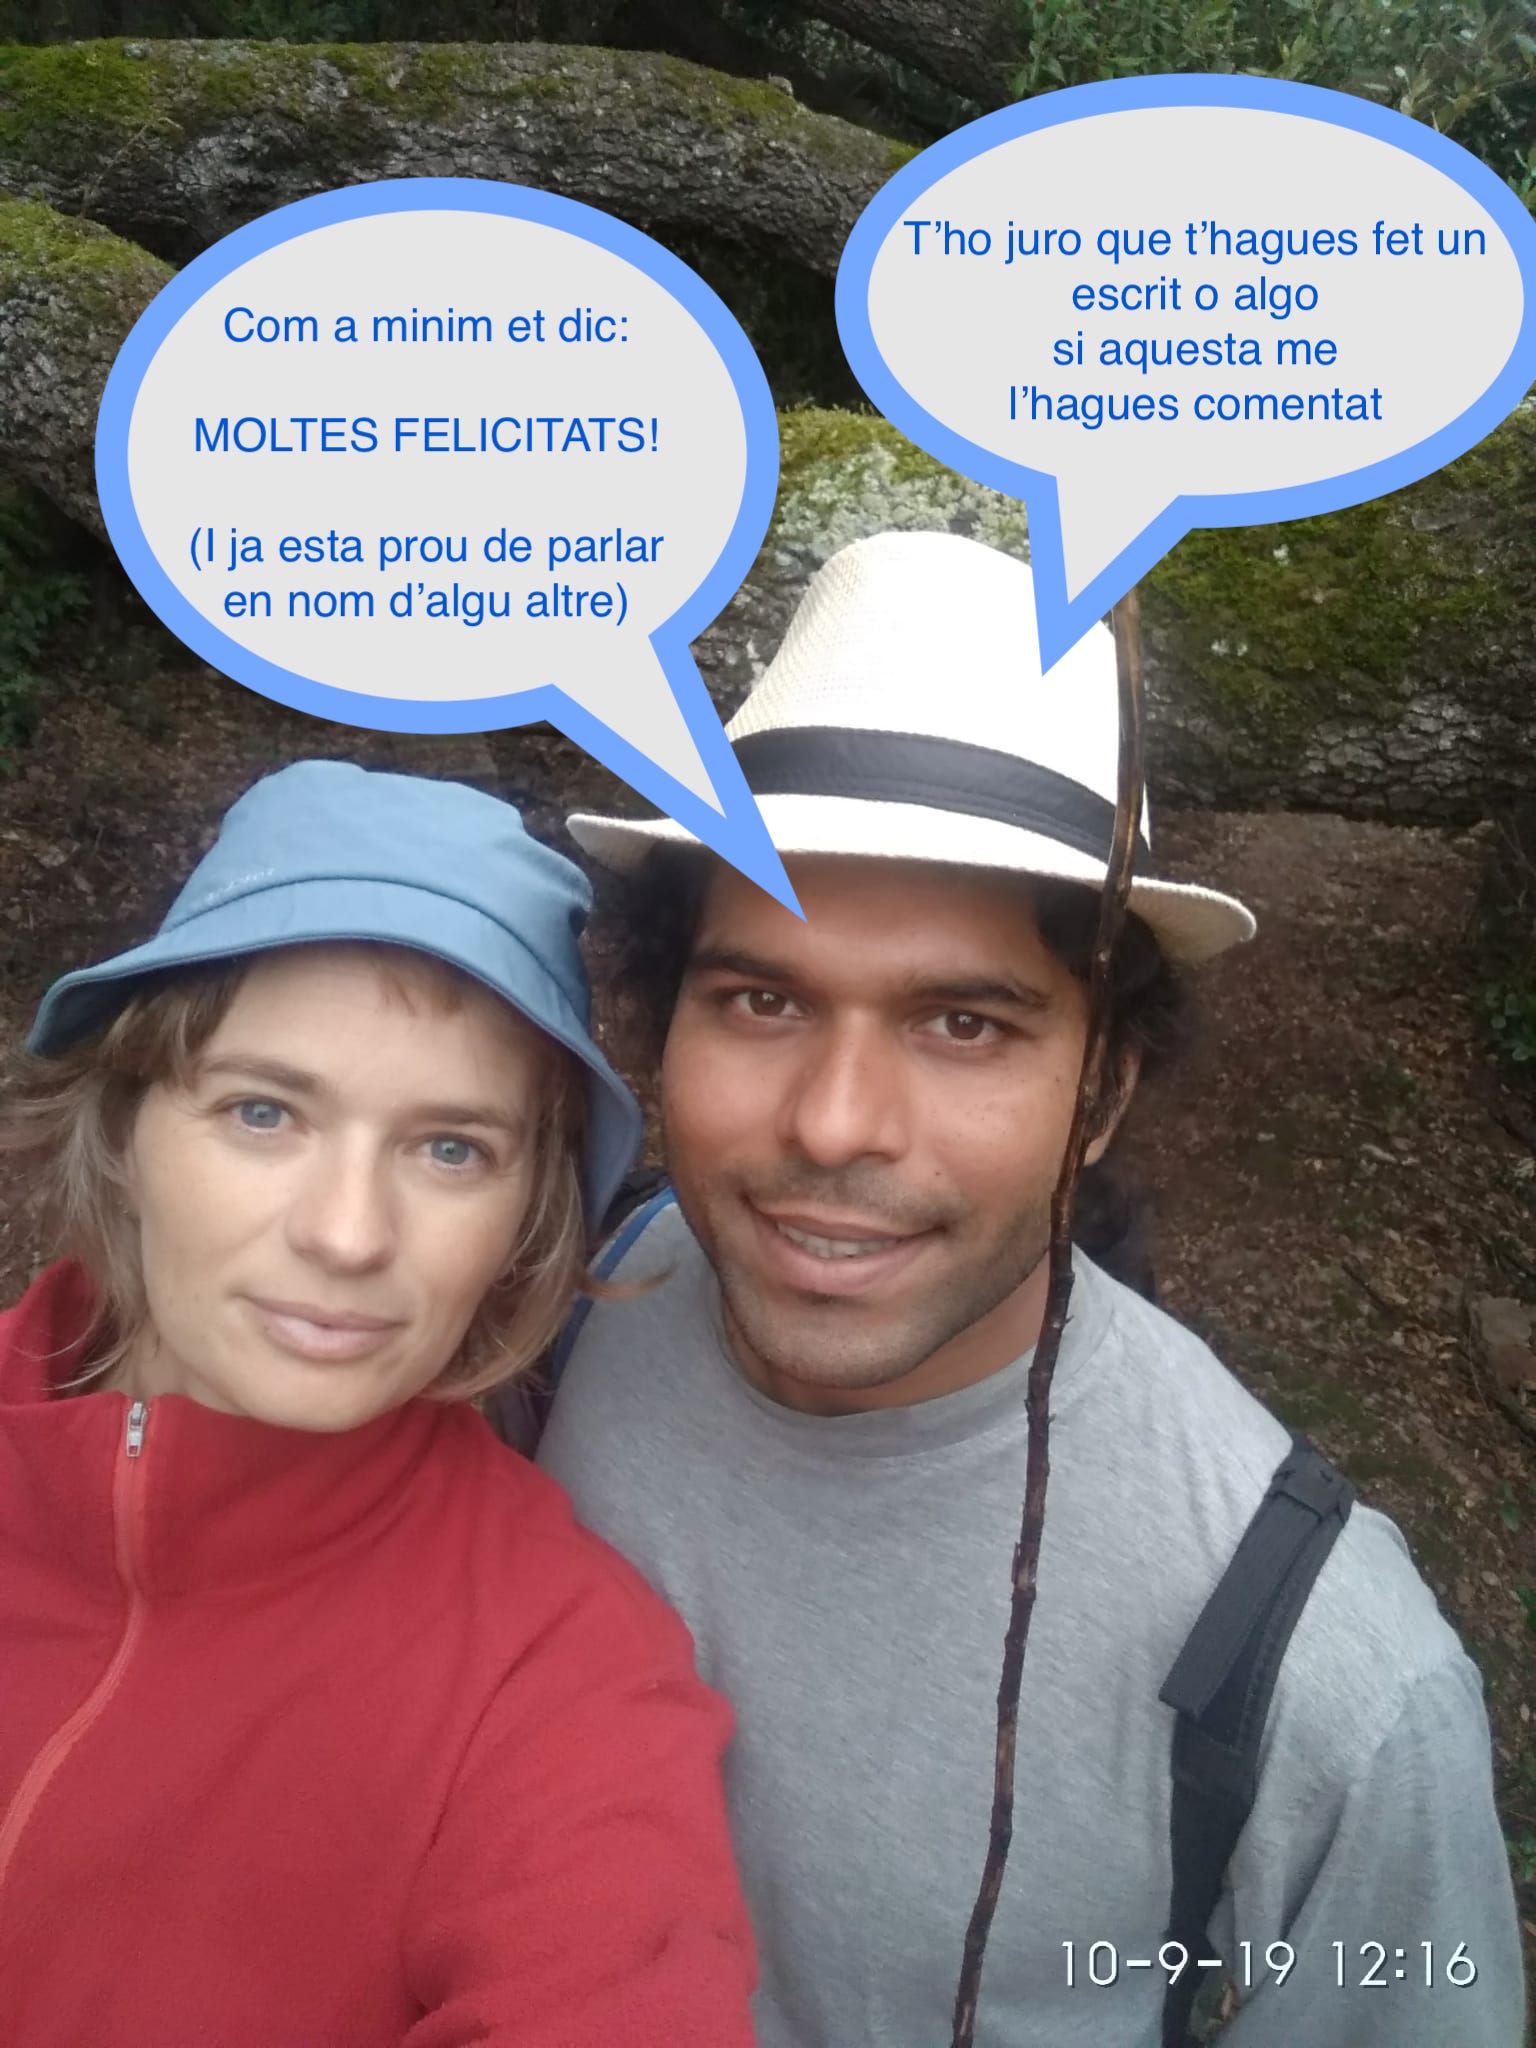 T'ho juro que t'hagues fet un
escrit o algo
si aquesta me
l'hagues comentat
Com a minim et dic:
MOLTES FELICITATS!
(I ja esta prou de parlar
en nom d'algu altre)
10-9-19 12:16